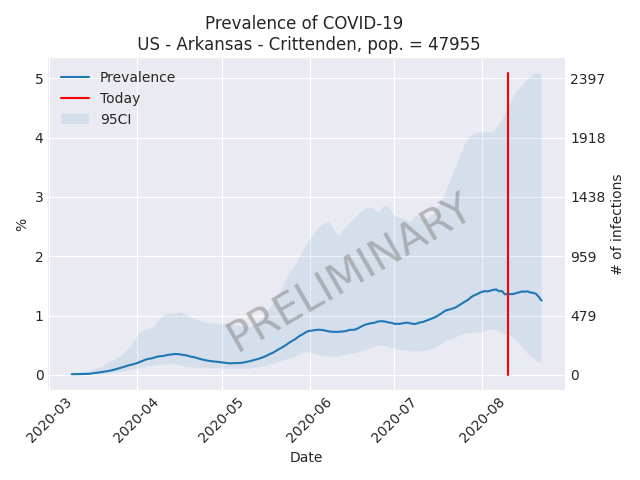 Prevalence of COVID-19
US - Arkansas - Crittenden, pop. = 47955
Prevalence
Today
95CI
5
4
3
2
1
0
%
2397
1918
1438
959
479
0
# of infections
PRELIMINARY
2020-03
2020-04
2020-05
2020-06
2020-07
2020-08
Date